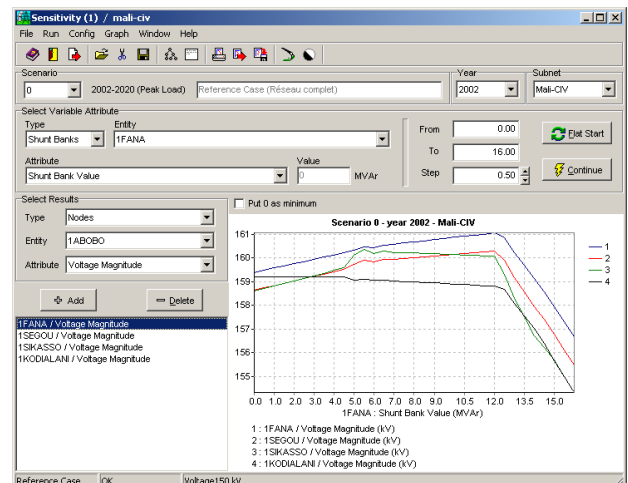 Sensitivity (1) / mali-civ
File Run Config Graph Window Help
Scenario
Year
Subnet
0
2002-2020 (Peak Load)
Reference Case (Réseau complet)
2002
Mali-CIV
Select Variable Attribute
Type
Entity
Shunt Banks
1FANA
Attribute
Value
Shunt Bank Value
0
MVAr
From
0.00
To
16.00
Step
0.50
Flat Start
Continue
Select Results
Type
Nodes
Entity
1ABOBO
Attribute
Voltage Magnitude
Add
Delete
1FANA / Voltage Magnitude
1SEGOU / Voltage Magnitude
1SIKASSO / Voltage Magnitude
1KODIALANI / Voltage Magnitude
Put 0 as minimum
Scenario 0 - year 2002 - Mali-CIV
161
160
159
158
157
156
155
1
2
3
4
0.0 1.0 2.0 3.0 4.0 5.0 6.0 7.0 8.0 9.0 10.5 12.0 13.5 15.0
1FANA : Shunt Bank Value (MVAr)
1 : 1FANA / Voltage Magnitude (kV)
2 : 1SEGOU / Voltage Magnitude (kV)
3 : 1SIKASSO / Voltage Magnitude (kV)
4 : 1KODIALANI / Voltage Magnitude (kV)
Reference Case
OK
Voltage150 kV